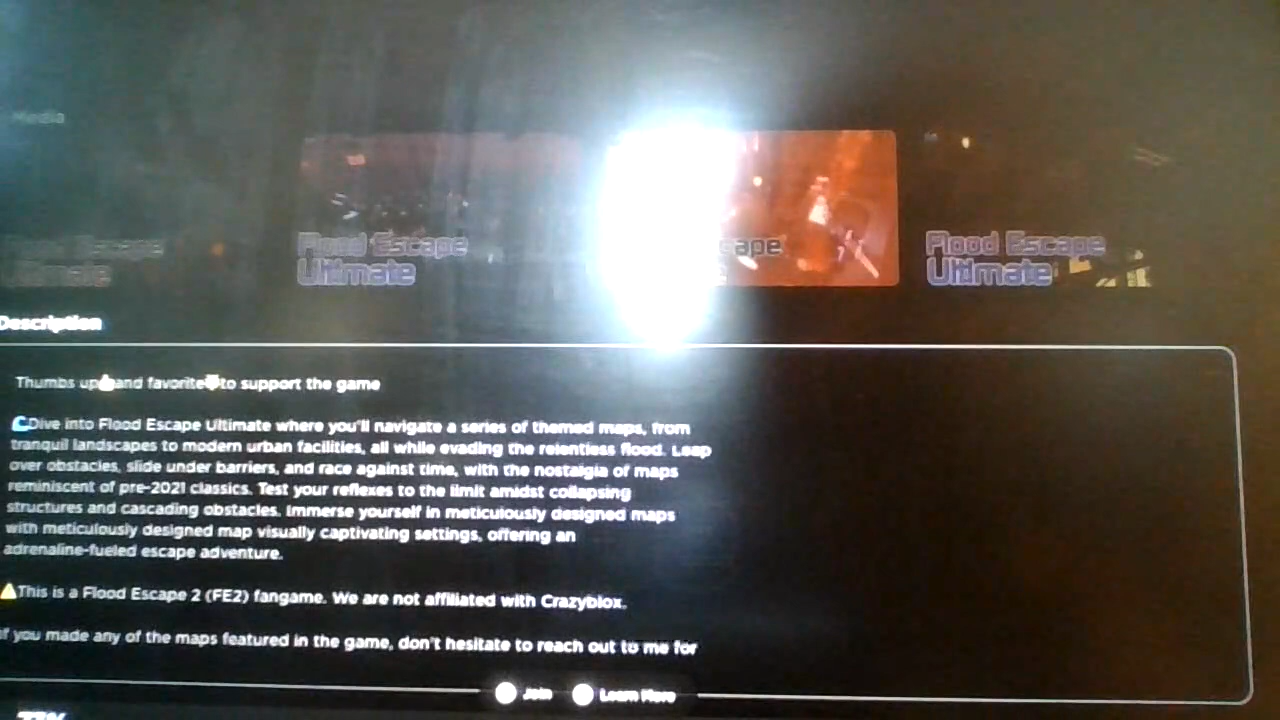 Media
Flood Escape
Ultimate
cape
Flood Escape
Ultimate
Escape
Ultimate
Description
Thumbs up👍and favorite to support the game
🌊Dive into Flood Escape Ultimate where you'll navigate a series of themed maps, from
tranquil landscapes to modern urban facilities, all while evading the relentless flood. Leap
over obstacles, slide under barriers, and race against time, with the nostalgia of maps
reminiscent of pre-2021 classics. Test your reflexes to the limit amidst collapsing
structures and cascading obstacles. Immerse yourself in meticulously designed maps
with meticulously designed map visually captivating settings, offering an
adrenaline-fueled escape adventure.
⚠This is a Flood Escape 2 (FE2) fangame. We are not affiliated with Crazyblox.
If you made any of the maps featured in the game, don't hesitate to reach out to me for
Join
Learn More
77%